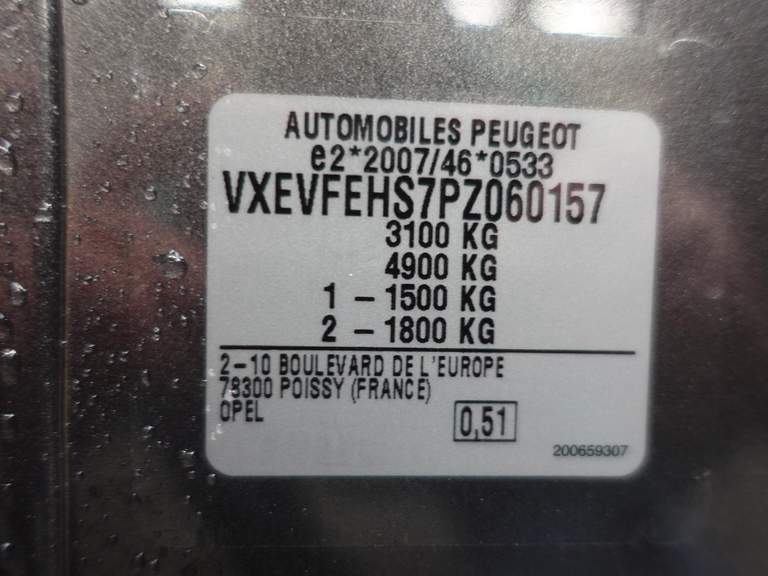 AUTOMOBILES PEUGEOT
e2*2007/46*0533
VXEVFEHS7PZ060157
3100 KG
4900 KG
1 - 1500 KG
2 - 1800 KG
2-10 BOULEVARD DE L'EUROPE
78300 POISSY (FRANCE)
OPEL
0,51
200659307